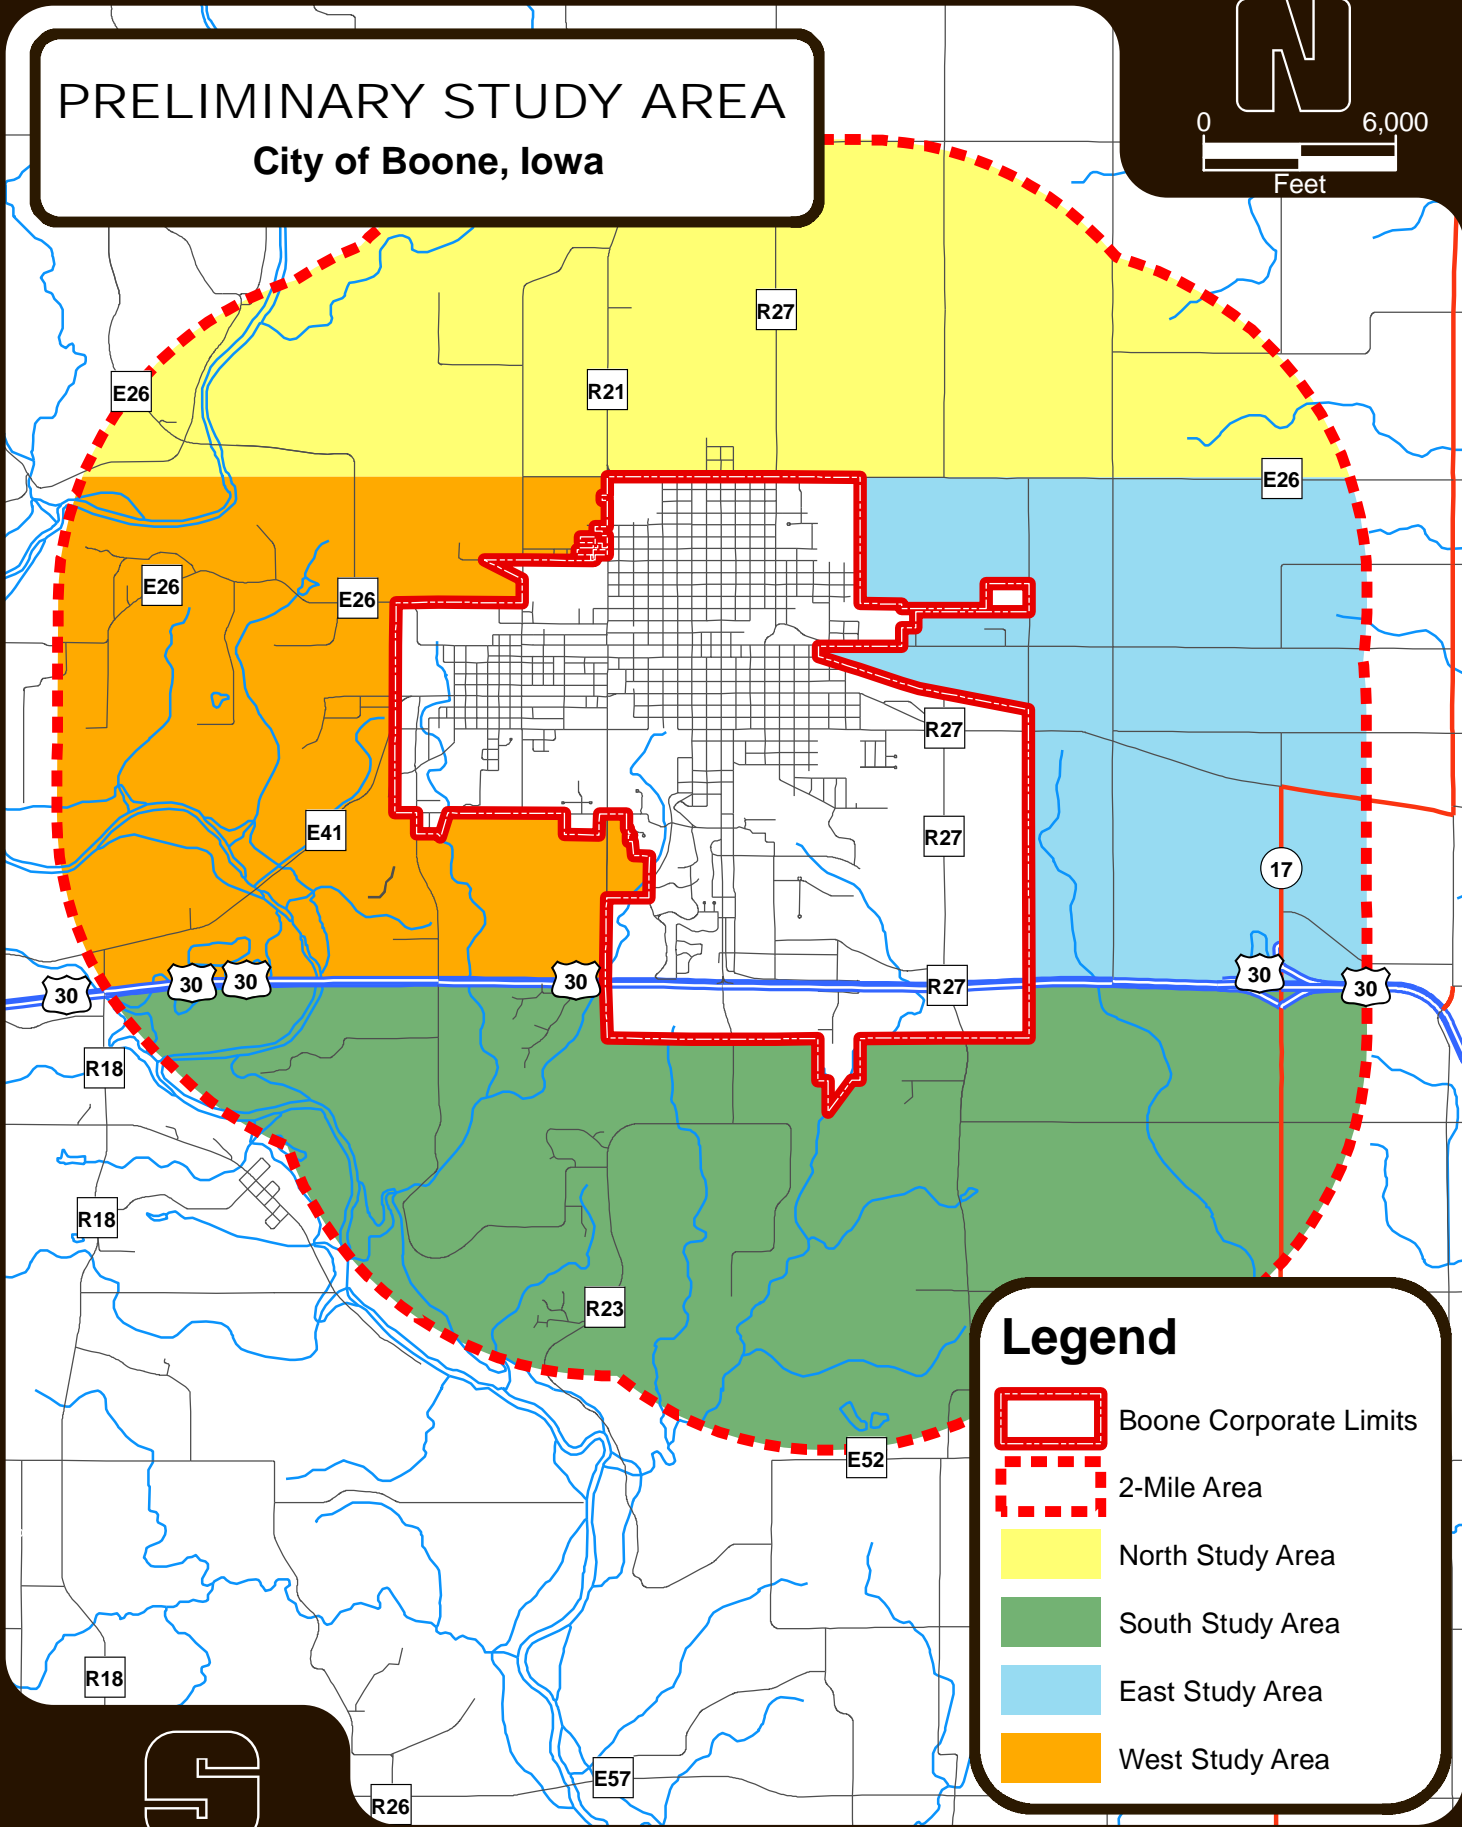 N
0 6,000
Feet
PRELIMINARY STUDY AREA
City of Boone, Iowa
R27
E26
R21
E26
E26
E26
R27
E41
R27
17
30
30
30
30
R27
30
30
R18
R18
R23
E52
R18
E57
R26
S
Legend
Boone Corporate Limits
2-Mile Area
North Study Area
South Study Area
East Study Area
West Study Area